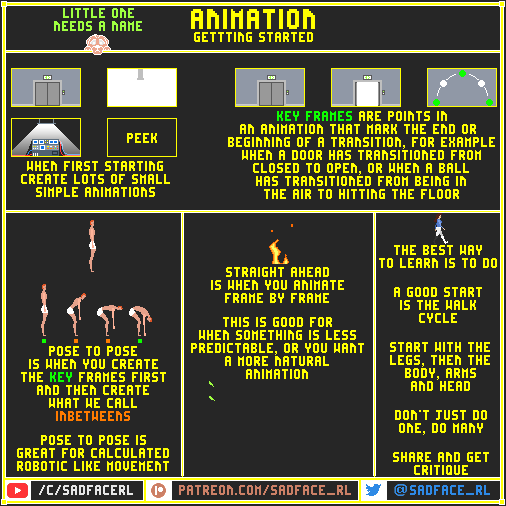 LITTLE ONE
NEEDS A NAME
ANIMATION
GETTTING STARTED
PEEK
WHEN FIRST STARTING
CREATE LOTS OF SMALL
SIMPLE ANIMATIONS
KEY FRAMES ARE POINTS IN
AN ANIMATION THAT MARK THE END OR
BEGINNING OF A TRANSITION, FOR EXAMPLE
WHEN A DOOR HAS TRANSITIONED FROM
CLOSED TO OPEN, OR WHEN A BALL
HAS TRANSITIONED FROM BEING IN
THE AIR TO HITTING THE FLOOR
POSE TO POSE
IS WHEN YOU CREATE
THE KEY FRAMES FIRST
AND THEN CREATE
WHAT WE CALL
INBETWEENS
POSE TO POSE IS
GREAT FOR CALCULATED
ROBOTIC LIKE MOVEMENT
STRAIGHT AHEAD
IS WHEN YOU ANIMATE
FRAME BY FRAME
THIS IS GOOD FOR
WHEN SOMETHING IS LESS
PREDICTABLE, OR YOU WANT
A MORE NATURAL
ANIMATION
THE BEST WAY
TO LEARN IS TO DO
A GOOD START
IS THE WALK
CYCLE
START WITH THE
LEGS, THEN THE
BODY, ARMS
AND HEAD
DON'T JUST DO
ONE, DO MANY
SHARE AND GET
CRITIQUE
/C/SADFACERL
PATREON.COM/SADFACE_RL
@SADFACE_RL